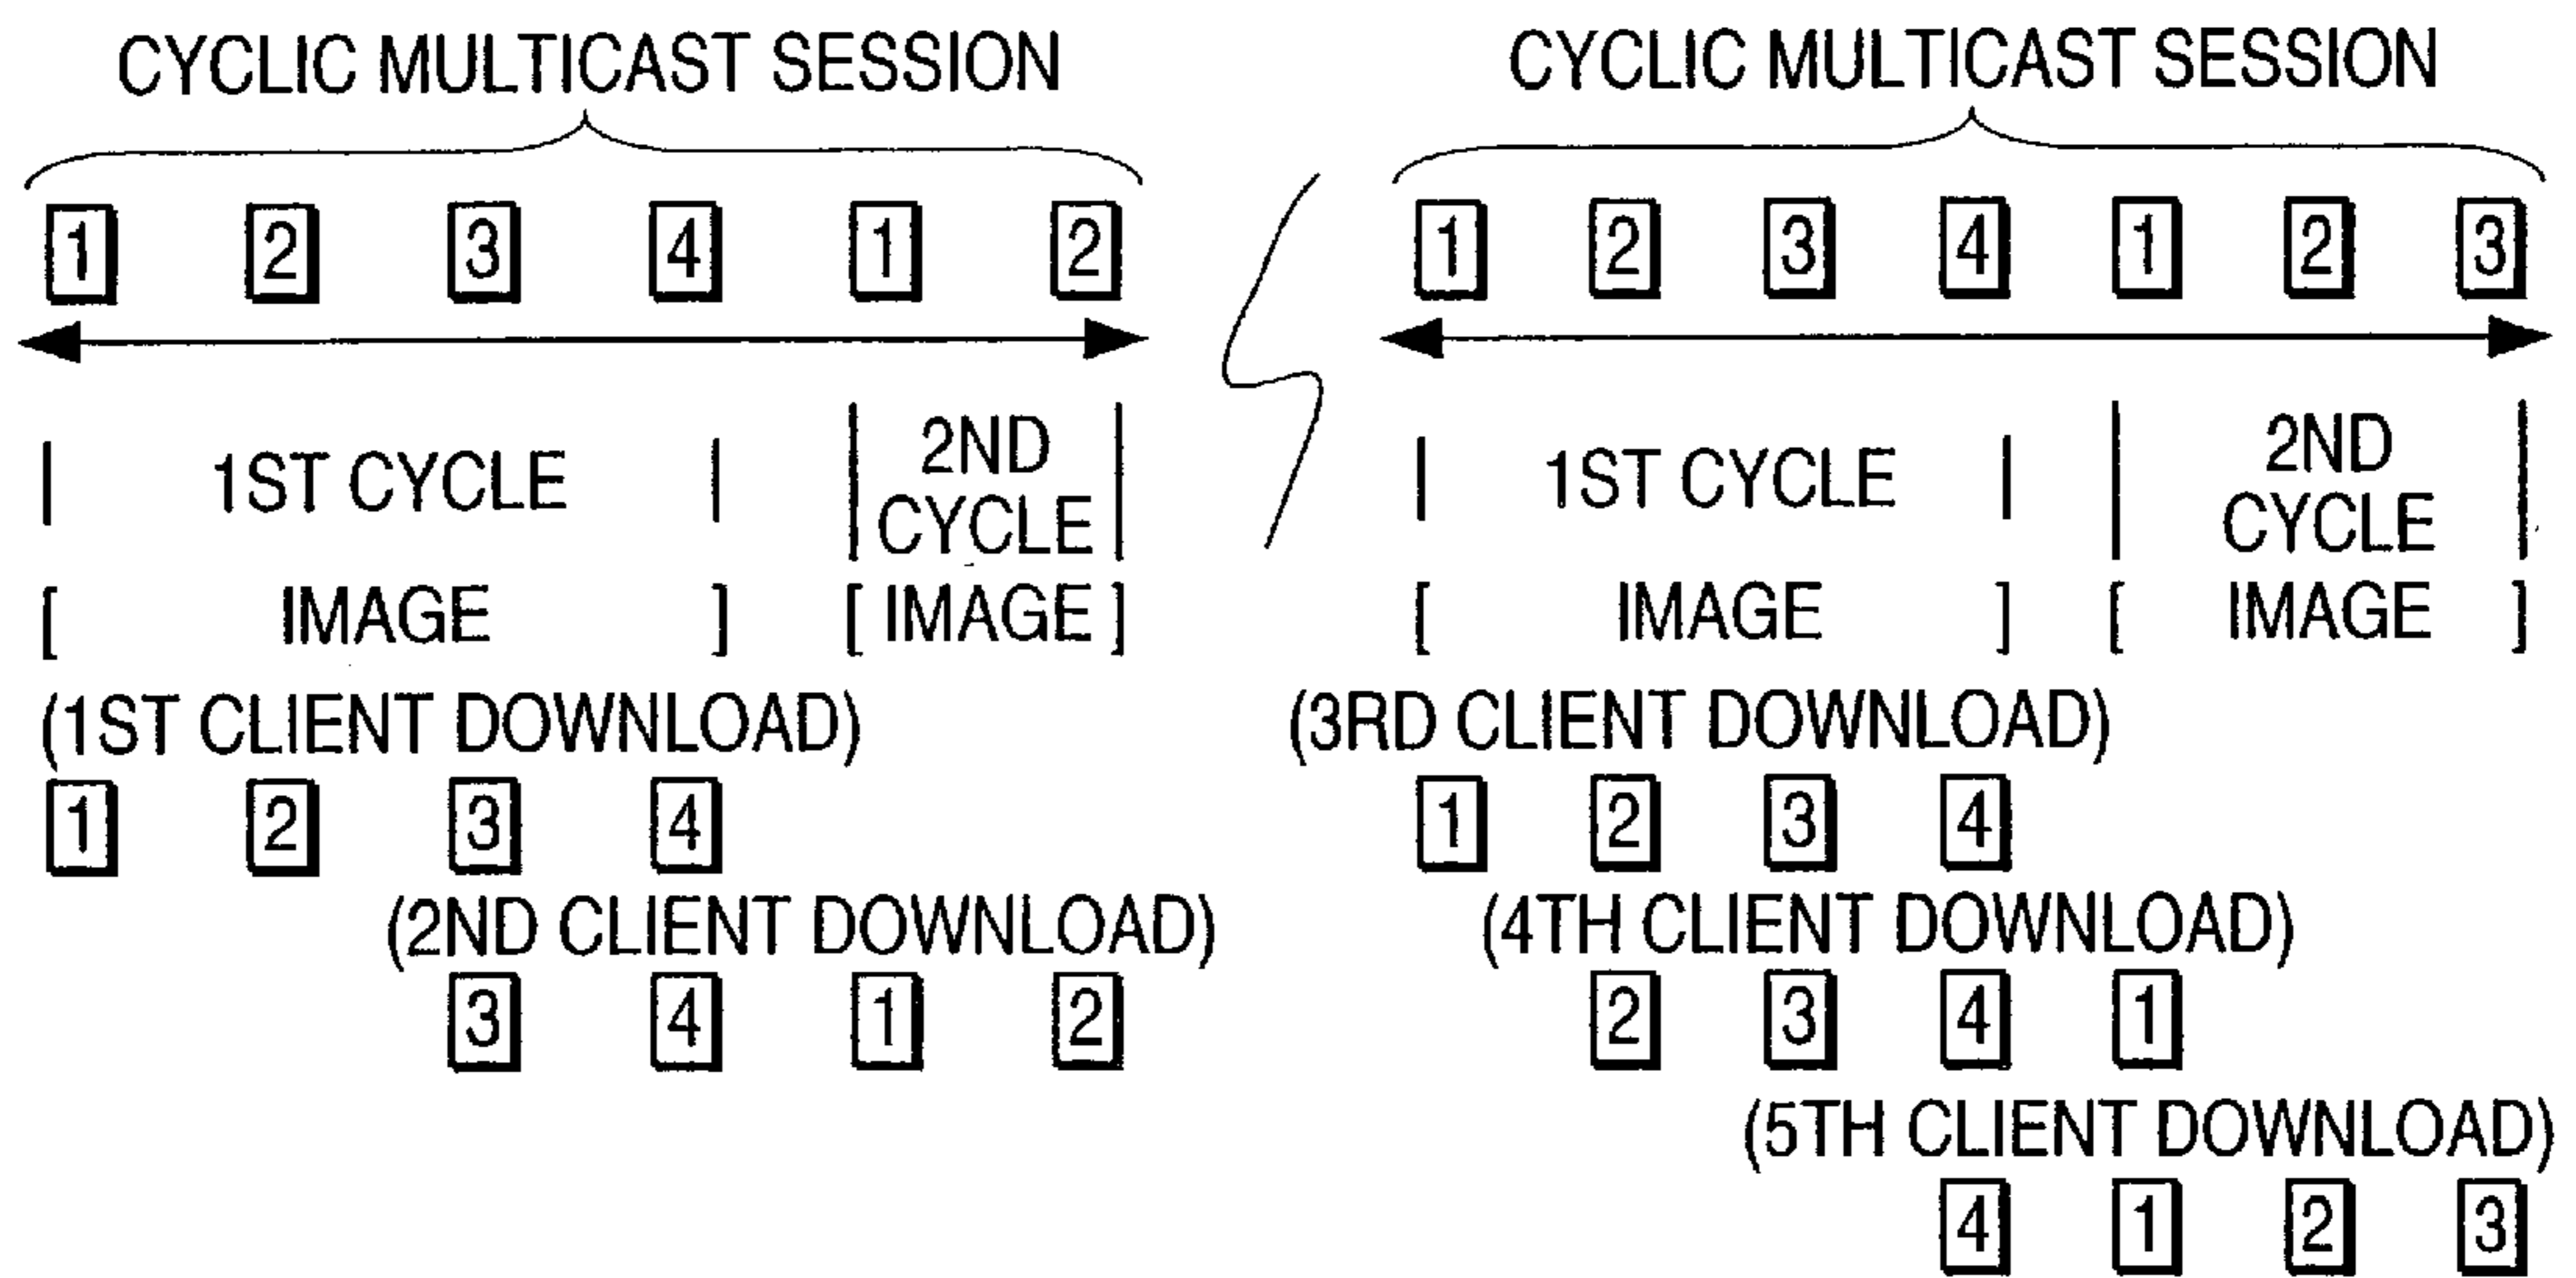 CYCLIC MULTICAST SESSION
1 2 3 4 1 2
1ST CYCLE
2ND
CYCLE
[ IMAGE ] [ IMAGE ]
(1ST CLIENT DOWNLOAD)
1 2 3 4
(2ND CLIENT DOWNLOAD)
3 4 1 2
CYCLIC MULTICAST SESSION
1 2 3 4 1 2 3
1ST CYCLE
2ND
CYCLE
[ IMAGE ] [ IMAGE ]
(3RD CLIENT DOWNLOAD)
1 2 3 4
(4TH CLIENT DOWNLOAD)
2 3 4 1
(5TH CLIENT DOWNLOAD)
4 1 2 3